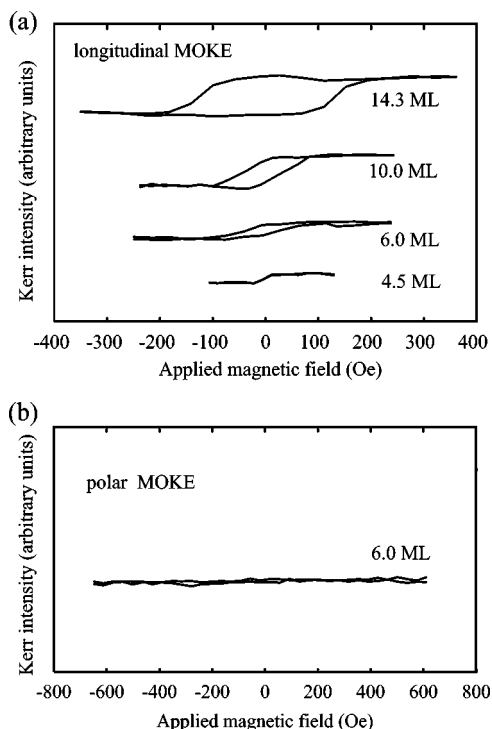 (a)
longitudinal MOKE
14.3 ML
10.0 ML
6.0 ML
4.5 ML
Kerr intensity (arbitrary units)
-400 -300 -200 -100 0 100 200 300 400
Applied magnetic field (Oe)
(b)
polar MOKE
6.0 ML
Kerr intensity (arbitrary units)
-800 -600 -400 -200 0 200 400 600 800
Applied magnetic field (Oe)